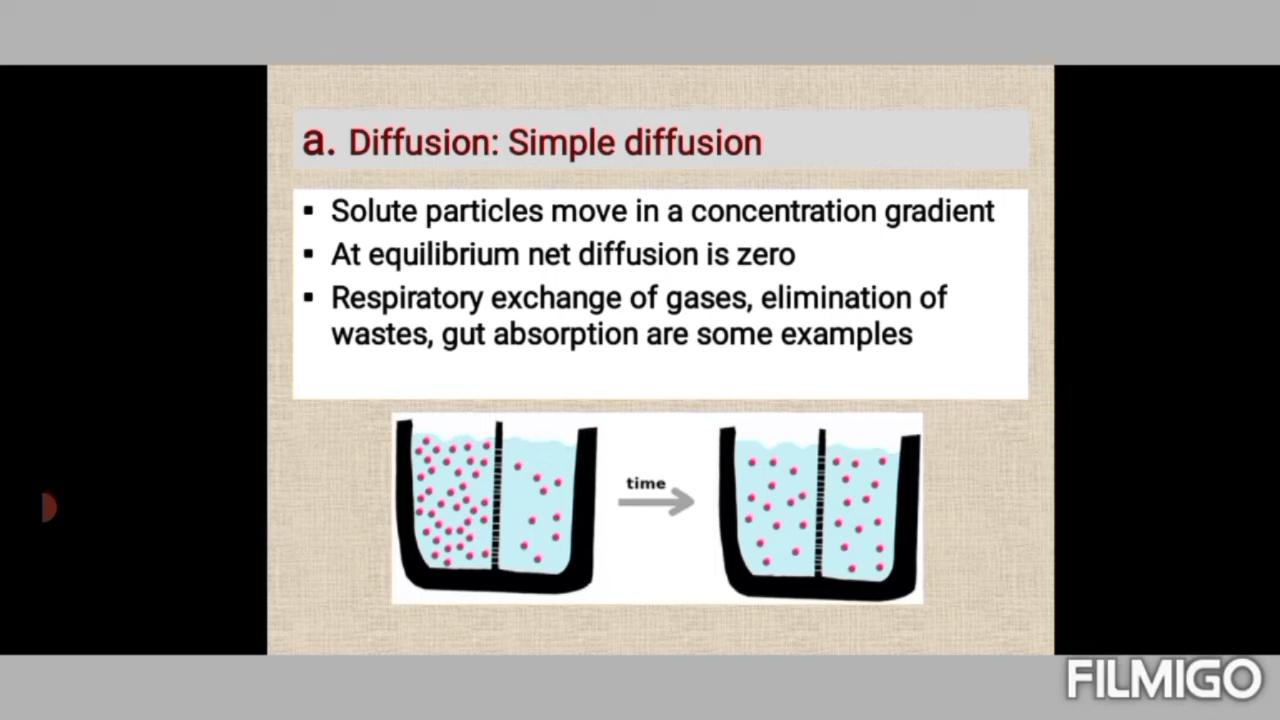 a. Diffusion: Simple diffusion
▪ Solute particles move in a concentration gradient
▪ At equilibrium net diffusion is zero
▪ Respiratory exchange of gases, elimination of
wastes, gut absorption are some examples
time
FILMIGO